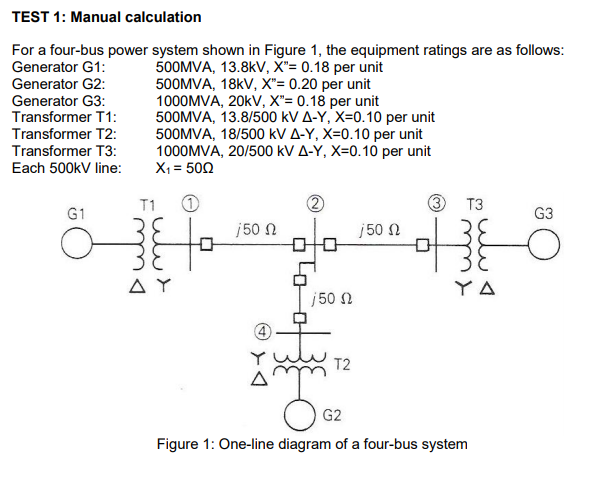 TEST 1: Manual calculation
For a four-bus power system shown in Figure 1, the equipment ratings are as follows:
Generator G1: 500MVA, 13.8kV, X"= 0.18 per unit
Generator G2: 500MVA, 18kV, X"= 0.20 per unit
Generator G3: 1000MVA, 20kV, X"= 0.18 per unit
Transformer T1: 500MVA, 13.8/500 kV Δ-Y, X=0.10 per unit
Transformer T2: 500MVA, 18/500 kV Δ-Y, X=0.10 per unit
Transformer T3: 1000MVA, 20/500 kV Δ-Y, X=0.10 per unit
Each 500kV line: X₁ = 50Ω
G1 T1 ① ② ③ T3 G3
j50 Ω j50 Ω
Δ Y Y Δ
j50 Ω
④
Y T2
Δ
G2
Figure 1: One-line diagram of a four-bus system